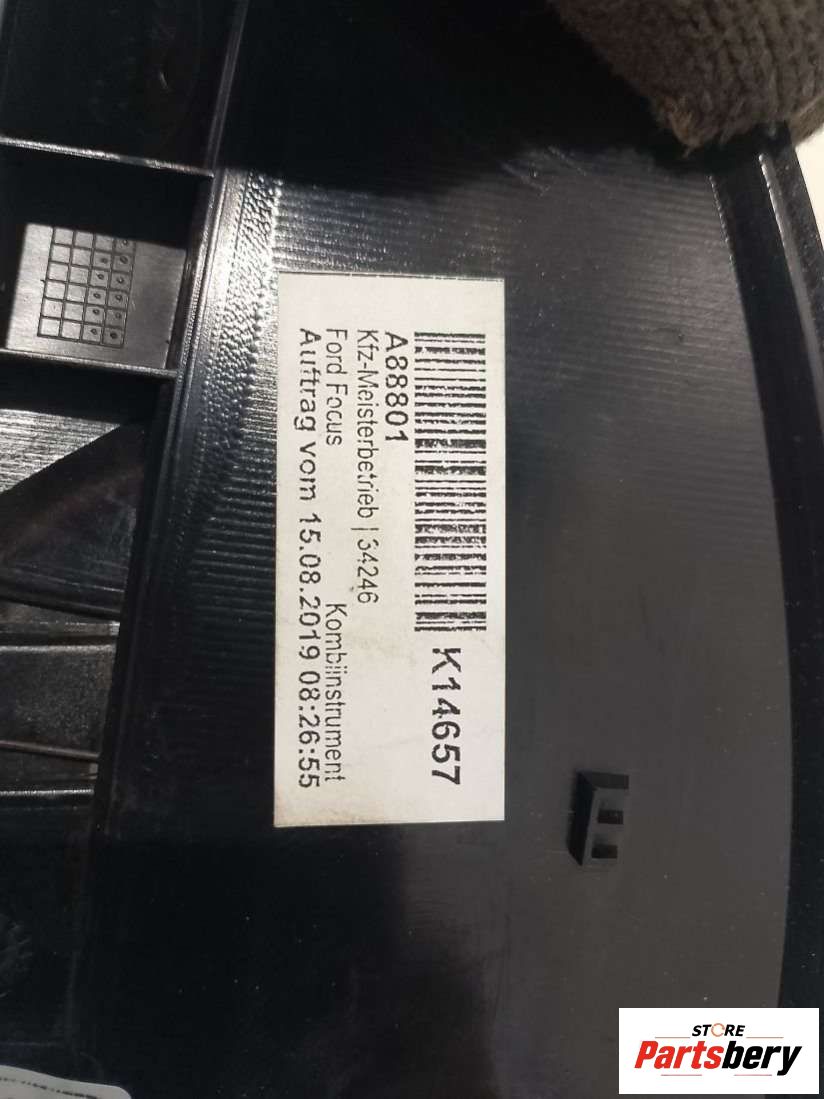 K14657
A88801
Kfz-Meisterbetrieb | 34246
Ford Focus Kombiinstrument
Auftrag vom 15.08.2019 08:26:55
STORE
Partsbery